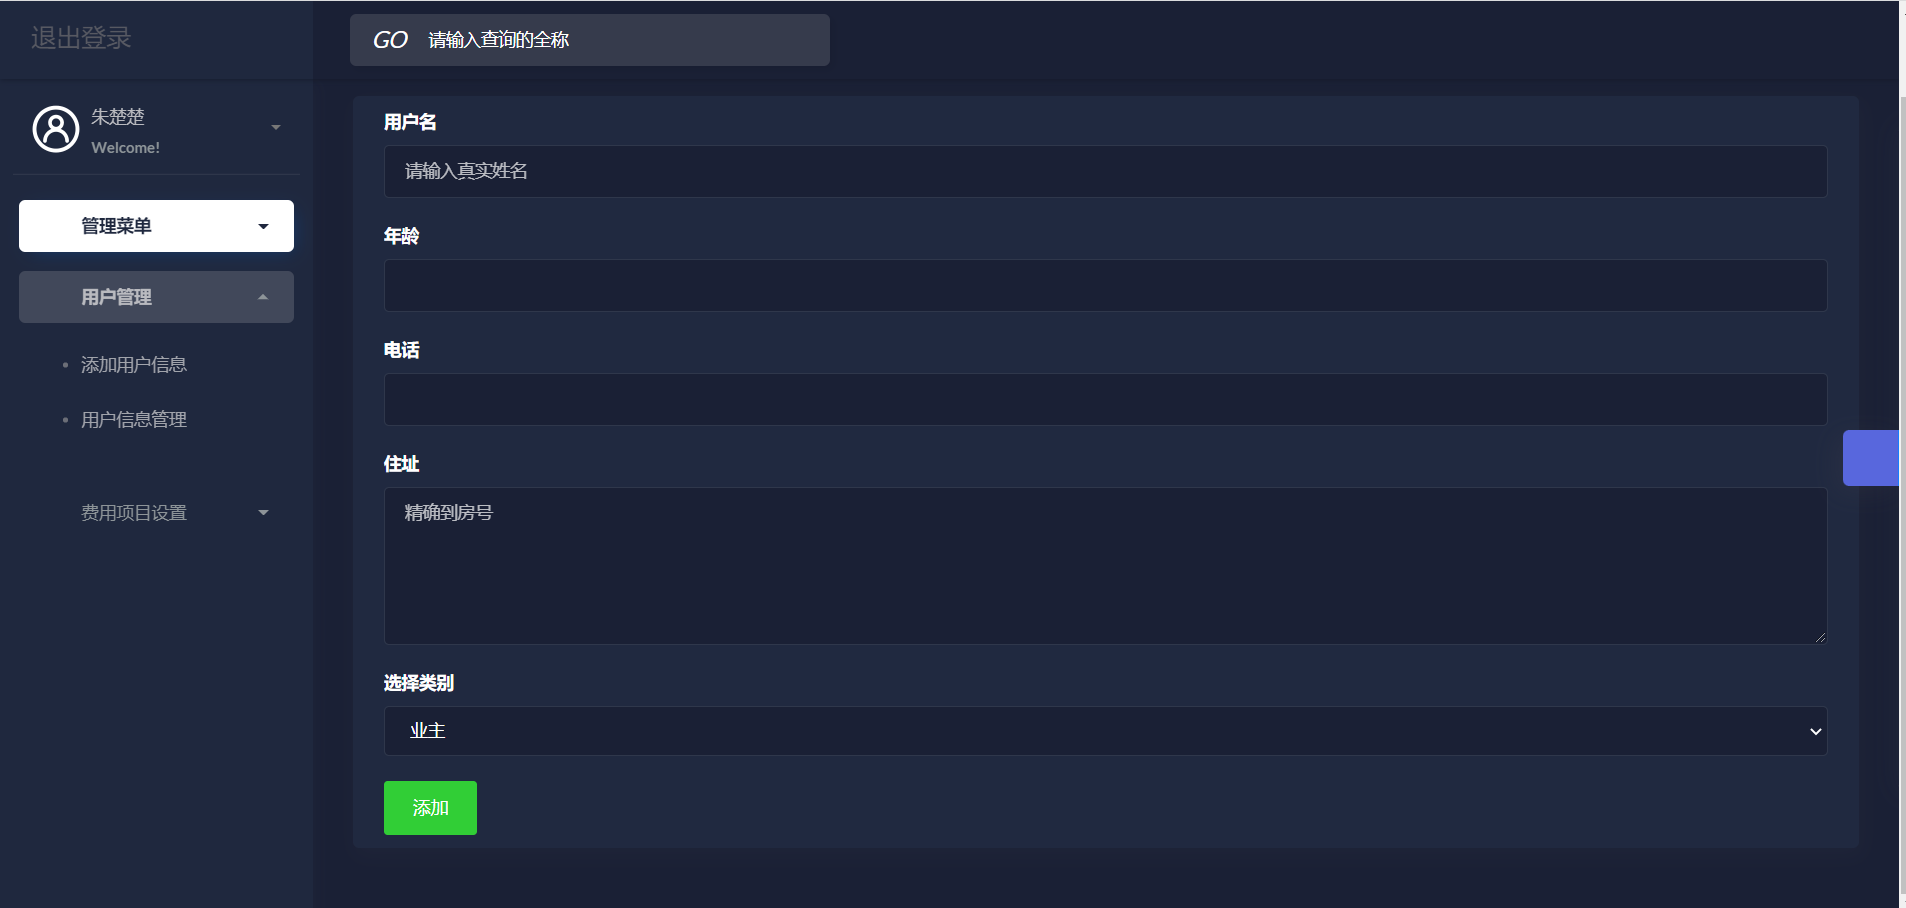 退出登录
GO 请输入查询的全称
朱楚楚
Welcome!
管理菜单
用户管理
添加用户信息
用户信息管理
费用项目设置
用户名
请输入真实姓名
年龄
电话
住址
精确到房号
选择类别
业主
添加